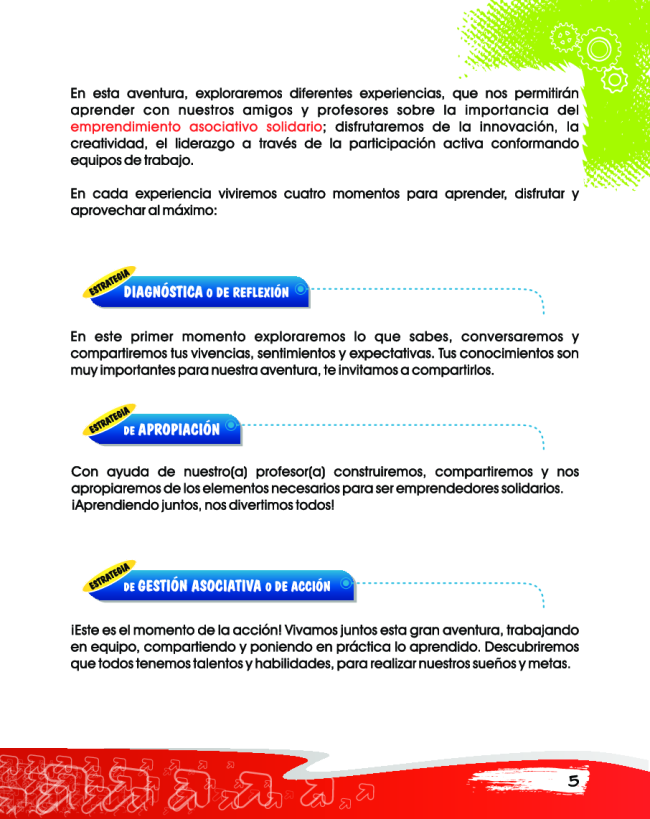 En esta aventura, exploraremos diferentes experiencias, que nos permitirán
aprender con nuestros amigos y profesores sobre la importancia del
emprendimiento asociativo solidario; disfrutaremos de la innovación, la
creatividad, el liderazgo a través de la participación activa conformando
equipos de trabajo.
En cada experiencia viviremos cuatro momentos para aprender, disfrutar y
aprovechar al máximo:
ESTRATEGIA
DIAGNÓSTICA O DE REFLEXIÓN
En este primer momento exploraremos lo que sabes, conversaremos y
compartiremos tus vivencias, sentimientos y expectativas. Tus conocimientos son
muy importantes para nuestra aventura, te invitamos a compartirlos.
ESTRATEGIA
DE APROPIACIÓN
Con ayuda de nuestro(a) profesor(a) construiremos, compartiremos y nos
apropiaremos de los elementos necesarios para ser emprendedores solidarios.
¡Aprendiendo juntos, nos divertimos todos!
ESTRATEGIA
DE GESTIÓN ASOCIATIVA O DE ACCIÓN
¡Este es el momento de la acción! Vivamos juntos esta gran aventura, trabajando
en equipo, compartiendo y poniendo en práctica lo aprendido. Descubriremos
que todos tenemos talentos y habilidades, para realizar nuestros sueños y metas.
5